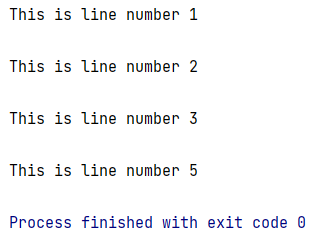 This is line number 1
This is line number 2
This is line number 3
This is line number 5
Process finished with exit code 0